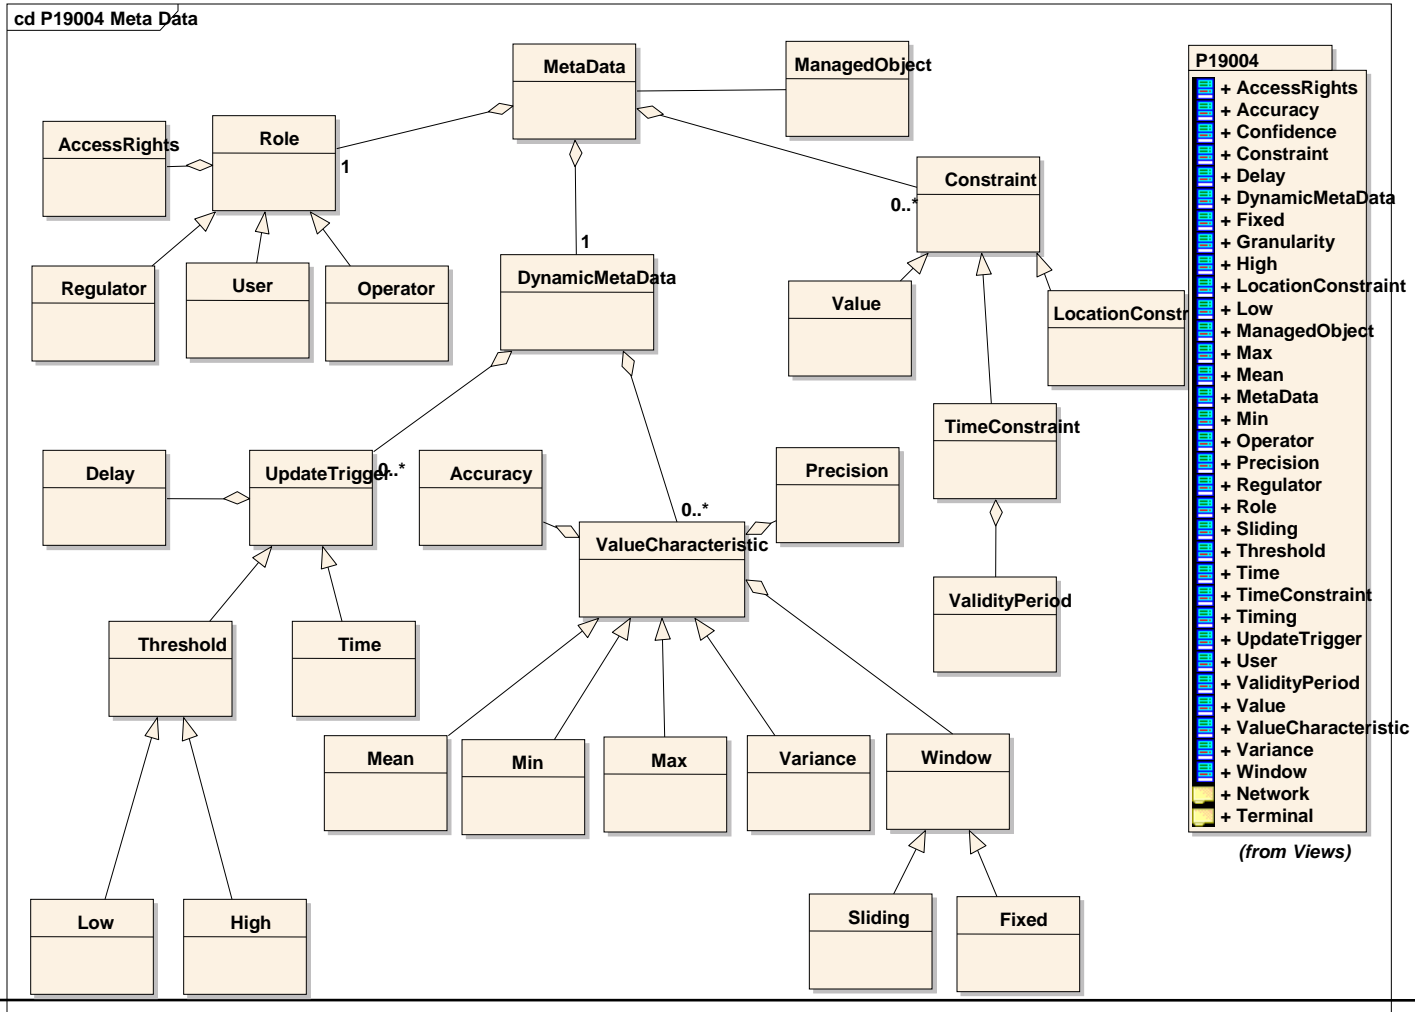 cd P19004 Meta Data
MetaData
ManagedObject
P19004
+ AccessRights
+ Accuracy
+ Confidence
+ Constraint
+ Delay
+ DynamicMetaData
+ Fixed
+ Granularity
+ High
+ LocationConstraint
+ Low
+ ManagedObject
+ Max
+ Mean
+ MetaData
+ Min
+ Operator
+ Precision
+ Regulator
+ Role
+ Sliding
+ Threshold
+ Time
+ TimeConstraint
+ Timing
+ UpdateTrigger
+ User
+ ValidityPeriod
+ Value
+ ValueCharacteristic
+ Variance
+ Window
+ Network
+ Terminal
(from Views)
AccessRights
Role
1
Constraint
0..*
Regulator
User
Operator
1
DynamicMetaData
Value
LocationConstr
TimeConstraint
Delay
UpdateTrigger
0..*
Accuracy
Precision
0..*
ValueCharacteristic
ValidityPeriod
Threshold
Time
Mean
Min
Max
Variance
Window
Low
High
Sliding
Fixed